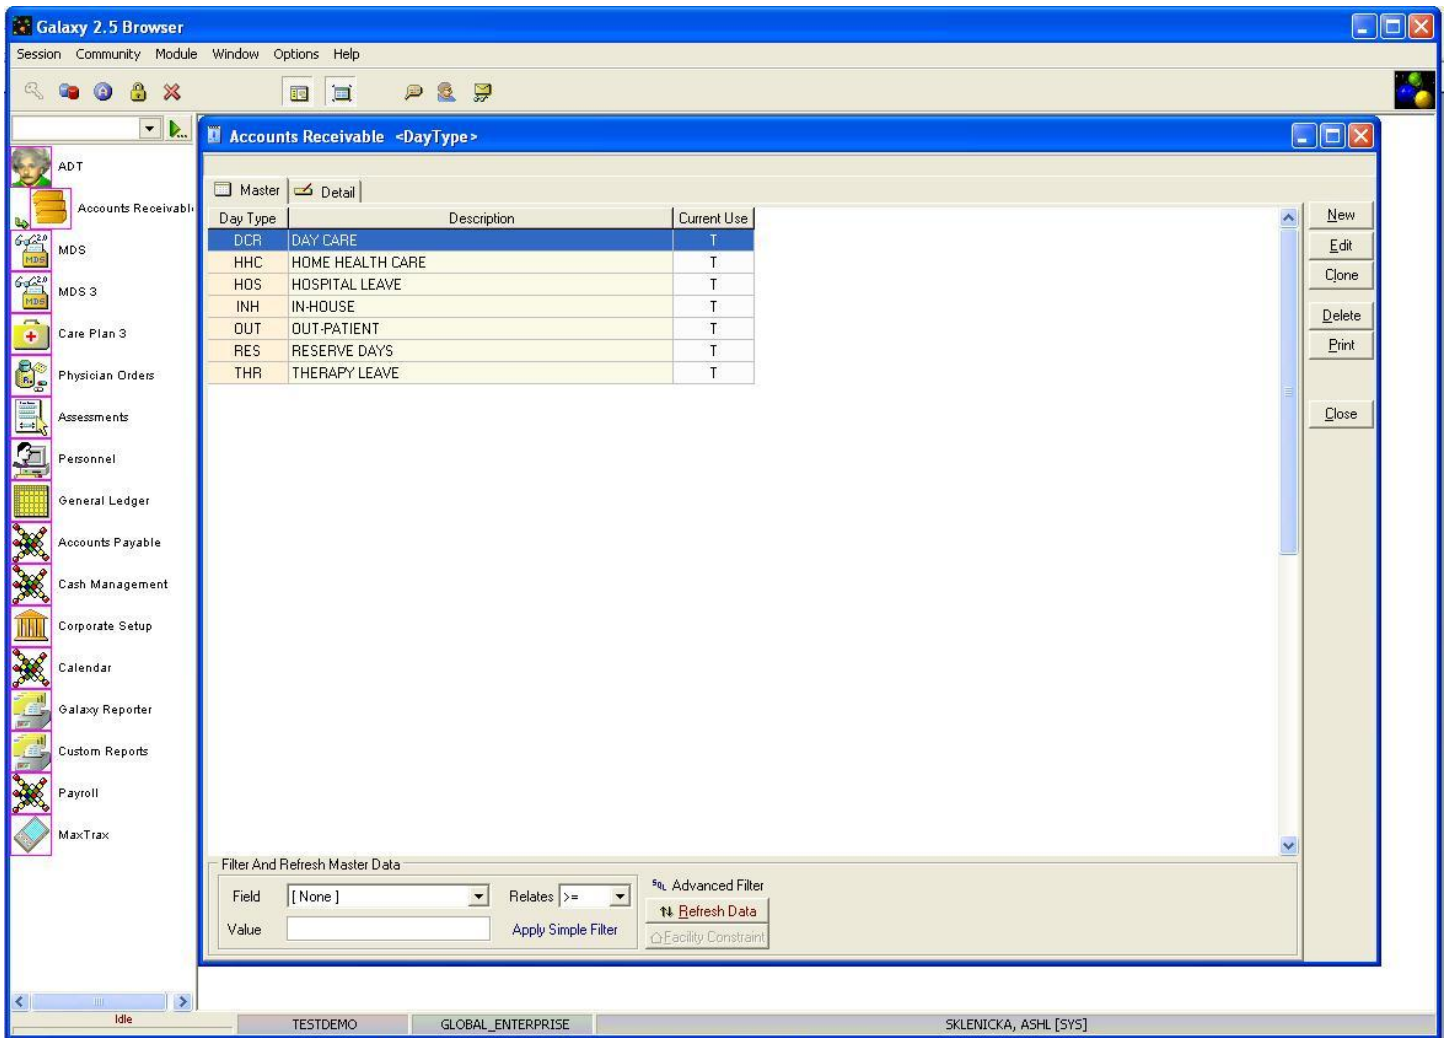 Galaxy 2.5 Browser
Session Community Module Window Options Help
Accounts Receivable <DayType>
ADT
Accounts Receivabl
MDS
MDS 3
Care Plan 3
Physician Orders
Assessments
Personnel
General Ledger
Accounts Payable
Cash Management
Corporate Setup
Calendar
Galaxy Reporter
Custom Reports
Payroll
MaxTrax
Master Detail
Day Type Description Current Use
DCR DAY CARE T
HHC HOME HEALTH CARE T
HOS HOSPITAL LEAVE T
INH IN-HOUSE T
OUT OUT-PATIENT T
RES RESERVE DAYS T
THR THERAPY LEAVE T
New
Edit
Clone
Delete
Print
Close
Filter And Refresh Master Data
Field [ None ] Relates >= SQL Advanced Filter
Refresh Data
Value Apply Simple Filter
Facility Constraint
Idle TESTDEMO GLOBAL_ENTERPRISE SKLENICKA, ASHL [SYS]